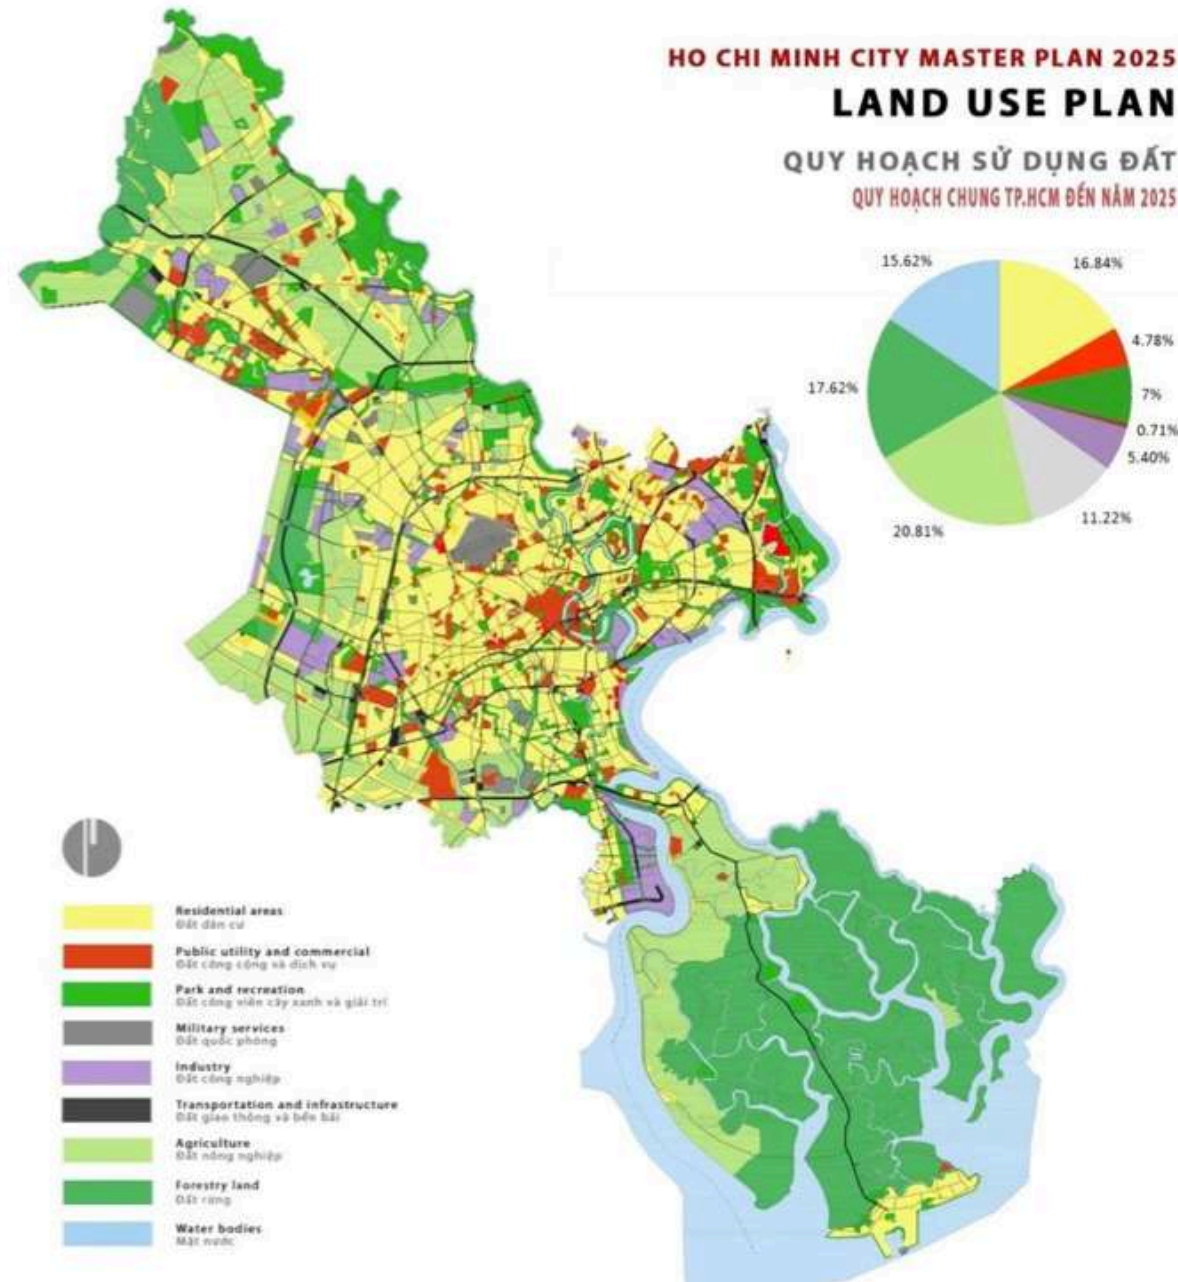 HO CHI MINH CITY MASTER PLAN 2025
LAND USE PLAN
QUY HOẠCH SỬ DỤNG ĐẤT
QUY HOẠCH CHUNG TP.HCM ĐẾN NĂM 2025
15.62%
16.84%
4.78%
17.62%
7%
0.71%
5.40%
11.22%
20.81%
Residential areas
Đất dân cư
Public utility and commercial
Đất công cộng và dịch vụ
Park and recreation
Đất công viên cây xanh và giải trí
Military services
Đất quốc phòng
Industry
Đất công nghiệp
Transportation and infrastructure
Đất giao thông và bến bãi
Agriculture
Đất nông nghiệp
Forestry land
Đất rừng
Water bodies
Mặt nước